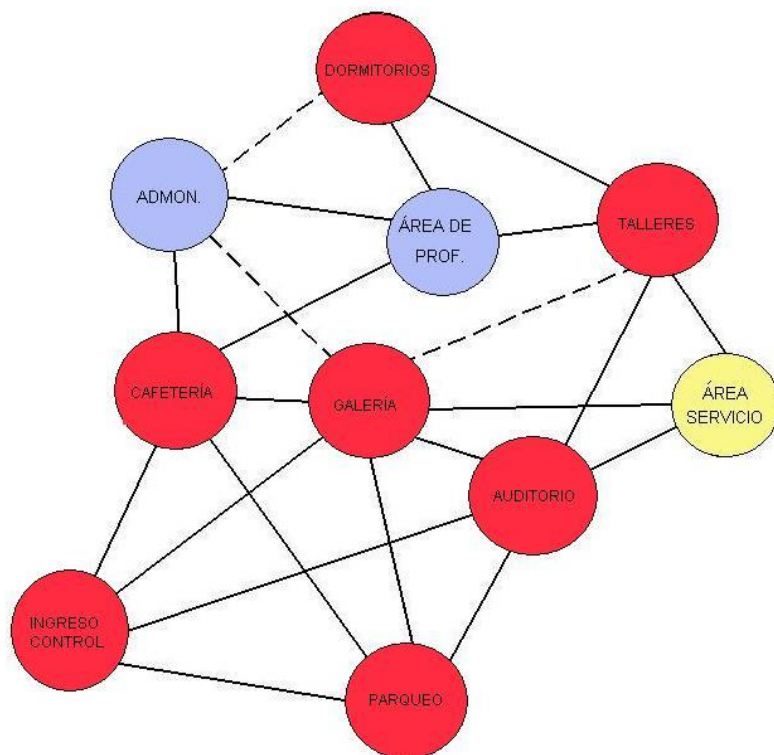 DORMITORIOS
ADMON.
ÁREA DE
PROF.
TALLERES
CAFETERÍA
GALERÍA
ÁREA
SERVICIO
AUDITORIO
INGRESO
CONTROL
PARQUEO